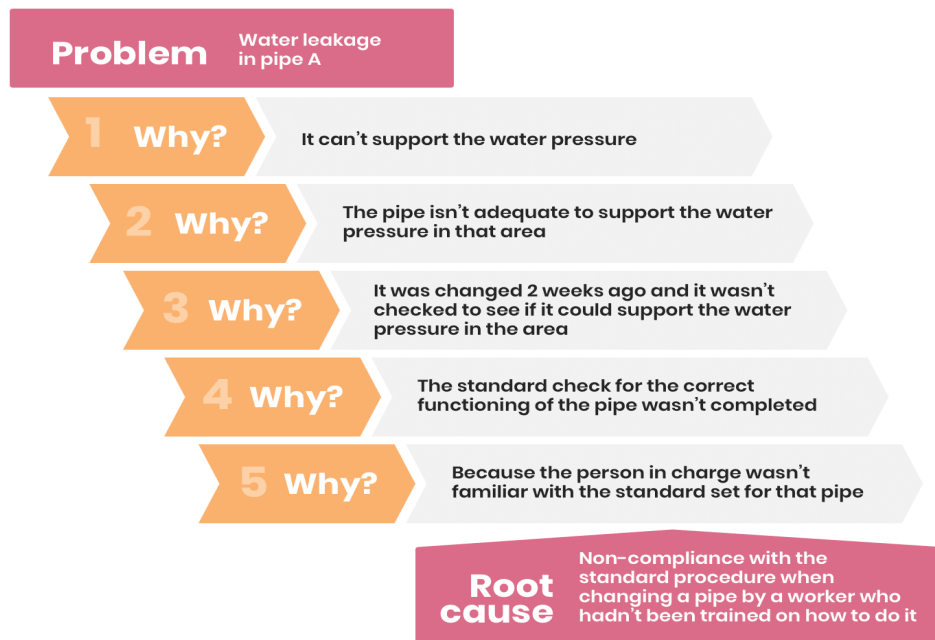 Problem
Water leakage
in pipe A
1 Why?
It can't support the water pressure
2 Why?
The pipe isn't adequate to support the water
pressure in that area
3 Why?
It was changed 2 weeks ago and it wasn't
checked to see if it could support the water
pressure in the area
4 Why?
The standard check for the correct
functioning of the pipe wasn't completed
5 Why?
Because the person in charge wasn't
familiar with the standard set for that pipe
Root
cause
Non-compliance with the
standard procedure when
changing a pipe by a worker who
hadn't been trained on how to do it